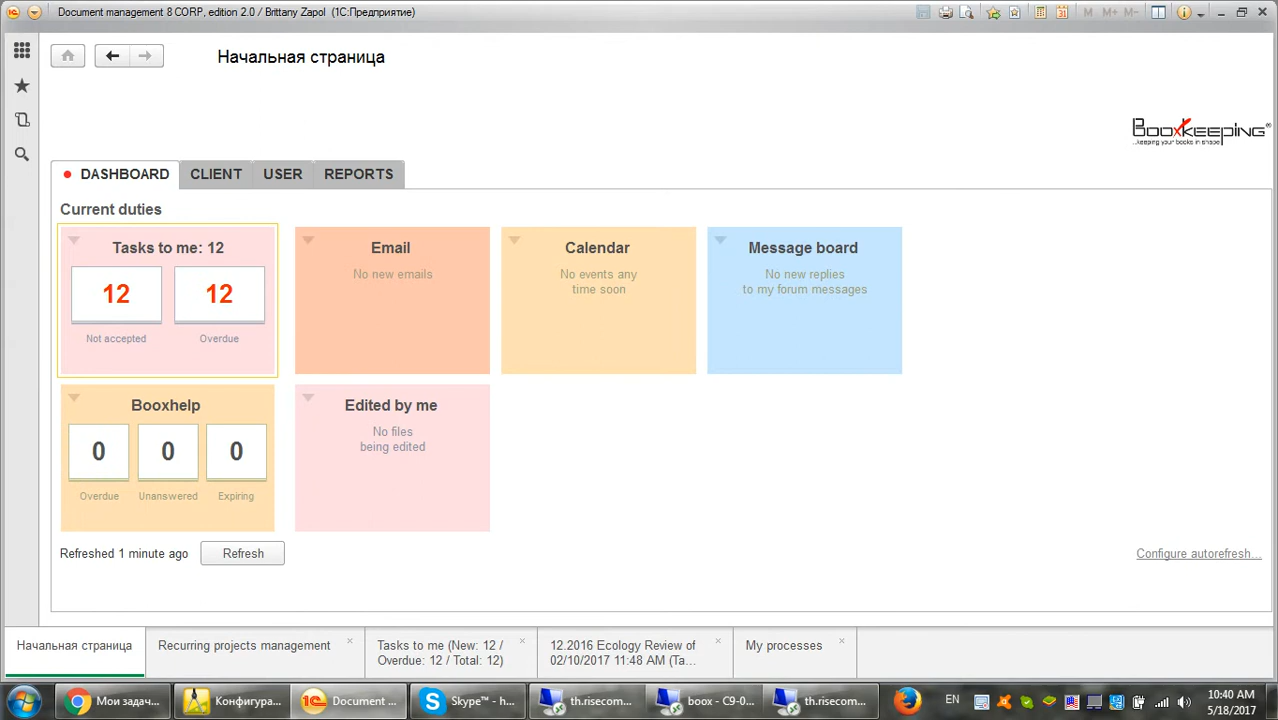 Document management 8 CORP, edition 2.0 / Brittany Zapol (1С:Предприятие)
M M+ M-
Начальная страница
Booxkeeping®
...keeping your books in shape
DASHBOARD CLIENT USER REPORTS
Current duties
Tasks to me: 12
12 12
Not accepted Overdue
Email
No new emails
Calendar
No events any
time soon
Message board
No new replies
to my forum messages
Booxhelp
0 0 0
Overdue Unanswered Expiring
Edited by me
No files
being edited
Refreshed 1 minute ago Refresh Configure autorefresh...
Начальная страница
Recurring projects management
Tasks to me (New: 12 /
Overdue: 12 / Total: 12)
12.2016 Ecology Review of
02/10/2017 11:48 AM (Ta...
My processes
Мои задач...
Конфигура...
Document ...
Skype™ - h...
th.risecom...
boox - C9-0...
th.risecom...
EN
10:40 AM
5/18/2017